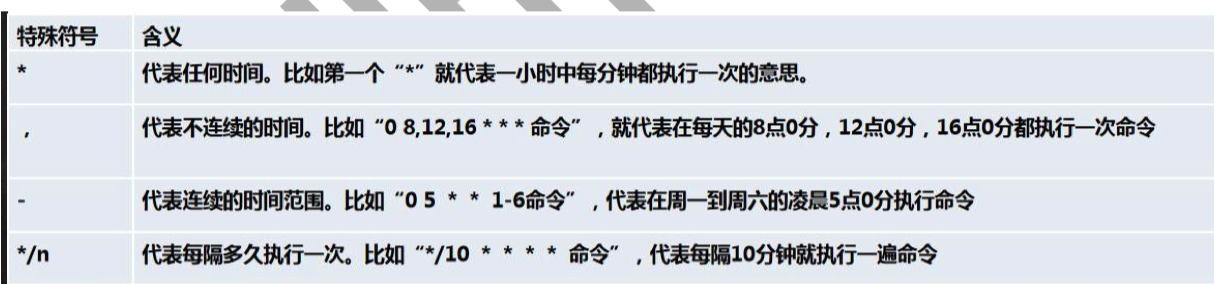 特殊符号 含义
* 代表任何时间。比如第一个“*”就代表一小时中每分钟都执行一次的意思。
, 代表不连续的时间。比如“0 8,12,16 * * * 命令”,就代表在每天的8点0分,12点0分,16点0分都执行一次命令
- 代表连续的时间范围。比如“0 5 * * 1-6命令”,代表在周一到周六的凌晨5点0分执行命令
*/n 代表每隔多久执行一次。比如“*/10 * * * * 命令”,代表每隔10分钟就执行一遍命令